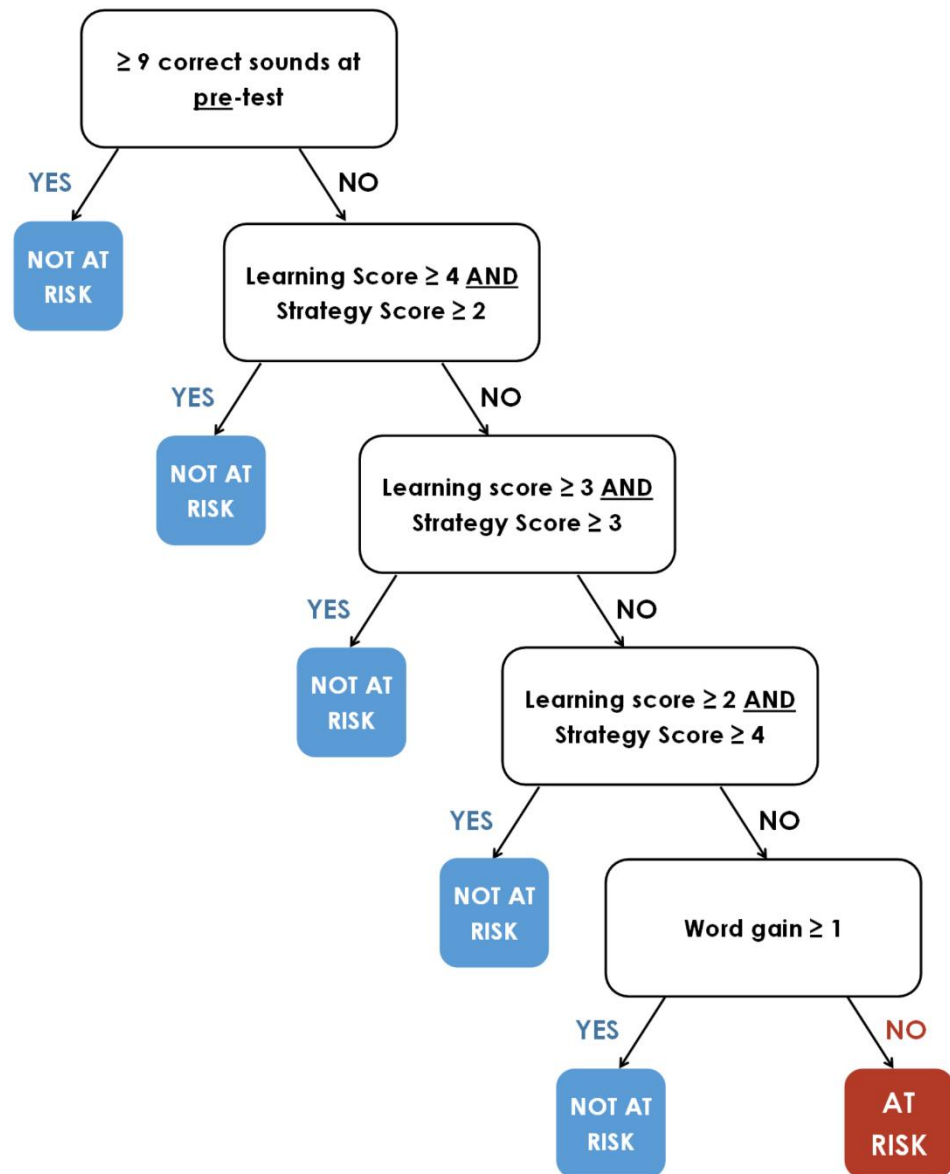 ≥ 9 correct sounds at
pre-test
YES
NO
NOT AT
RISK
Learning Score ≥ 4 AND
Strategy Score ≥ 2
YES
NO
NOT AT
RISK
Learning score ≥ 3 AND
Strategy Score ≥ 3
YES
NO
NOT AT
RISK
Learning score ≥ 2 AND
Strategy Score ≥ 4
YES
NO
NOT AT
RISK
Word gain ≥ 1
YES
NO
NOT AT
RISK
AT
RISK